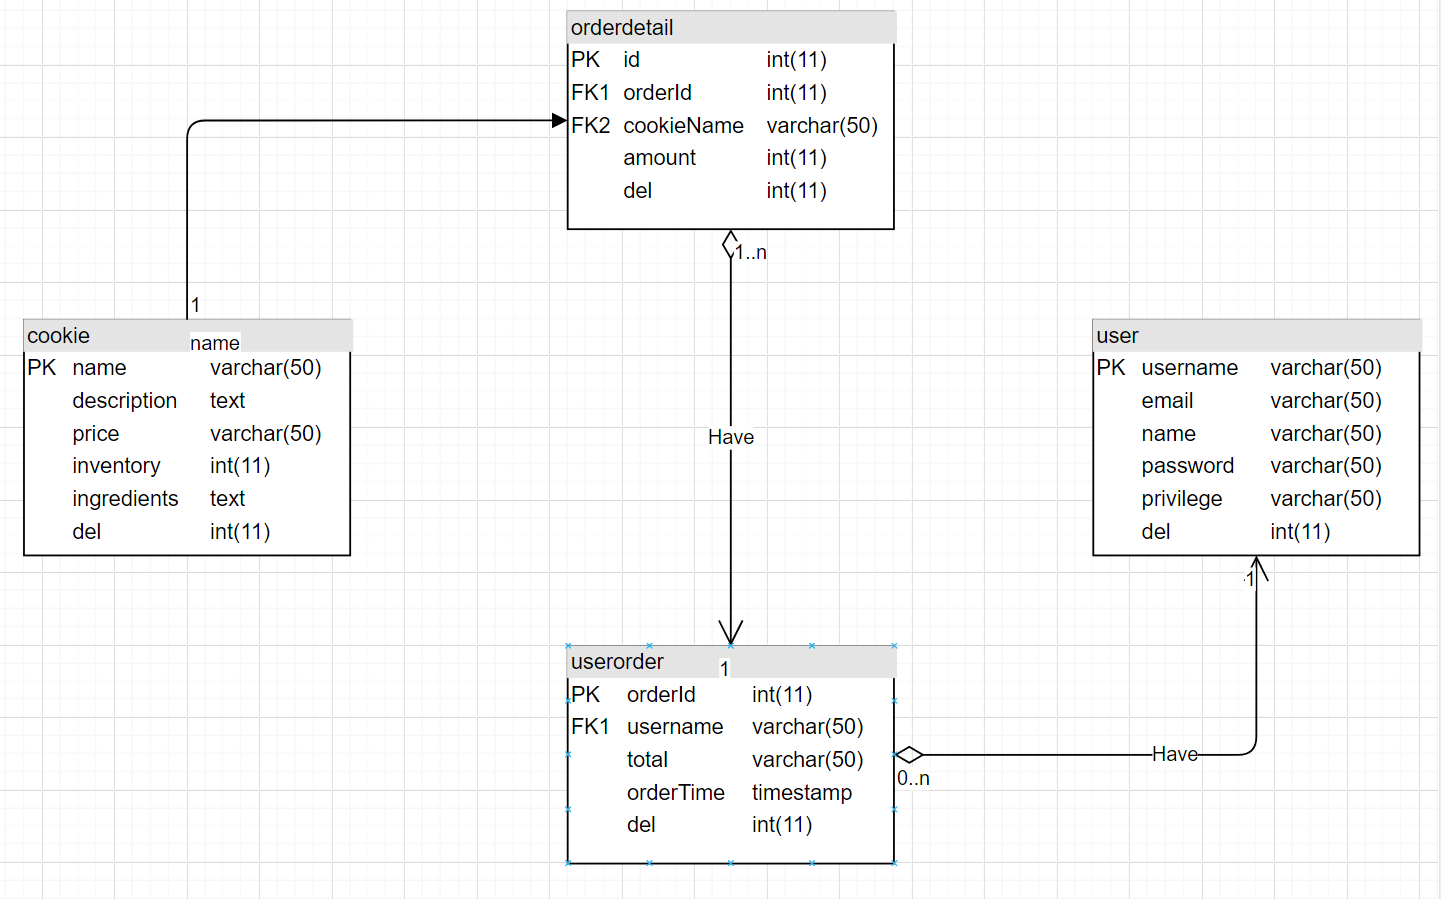 orderdetail
PK id int(11)
FK1 orderId int(11)
FK2 cookieName varchar(50)
amount int(11)
del int(11)
1..n
1
cookie
name
PK name varchar(50)
description text
price varchar(50)
inventory int(11)
ingredients text
del int(11)
user
PK username varchar(50)
email varchar(50)
name varchar(50)
password varchar(50)
privilege varchar(50)
del int(11)
Have
1
userorder
1
PK orderId int(11)
FK1 username varchar(50)
total varchar(50)
orderTime timestamp
del int(11)
Have
0..n